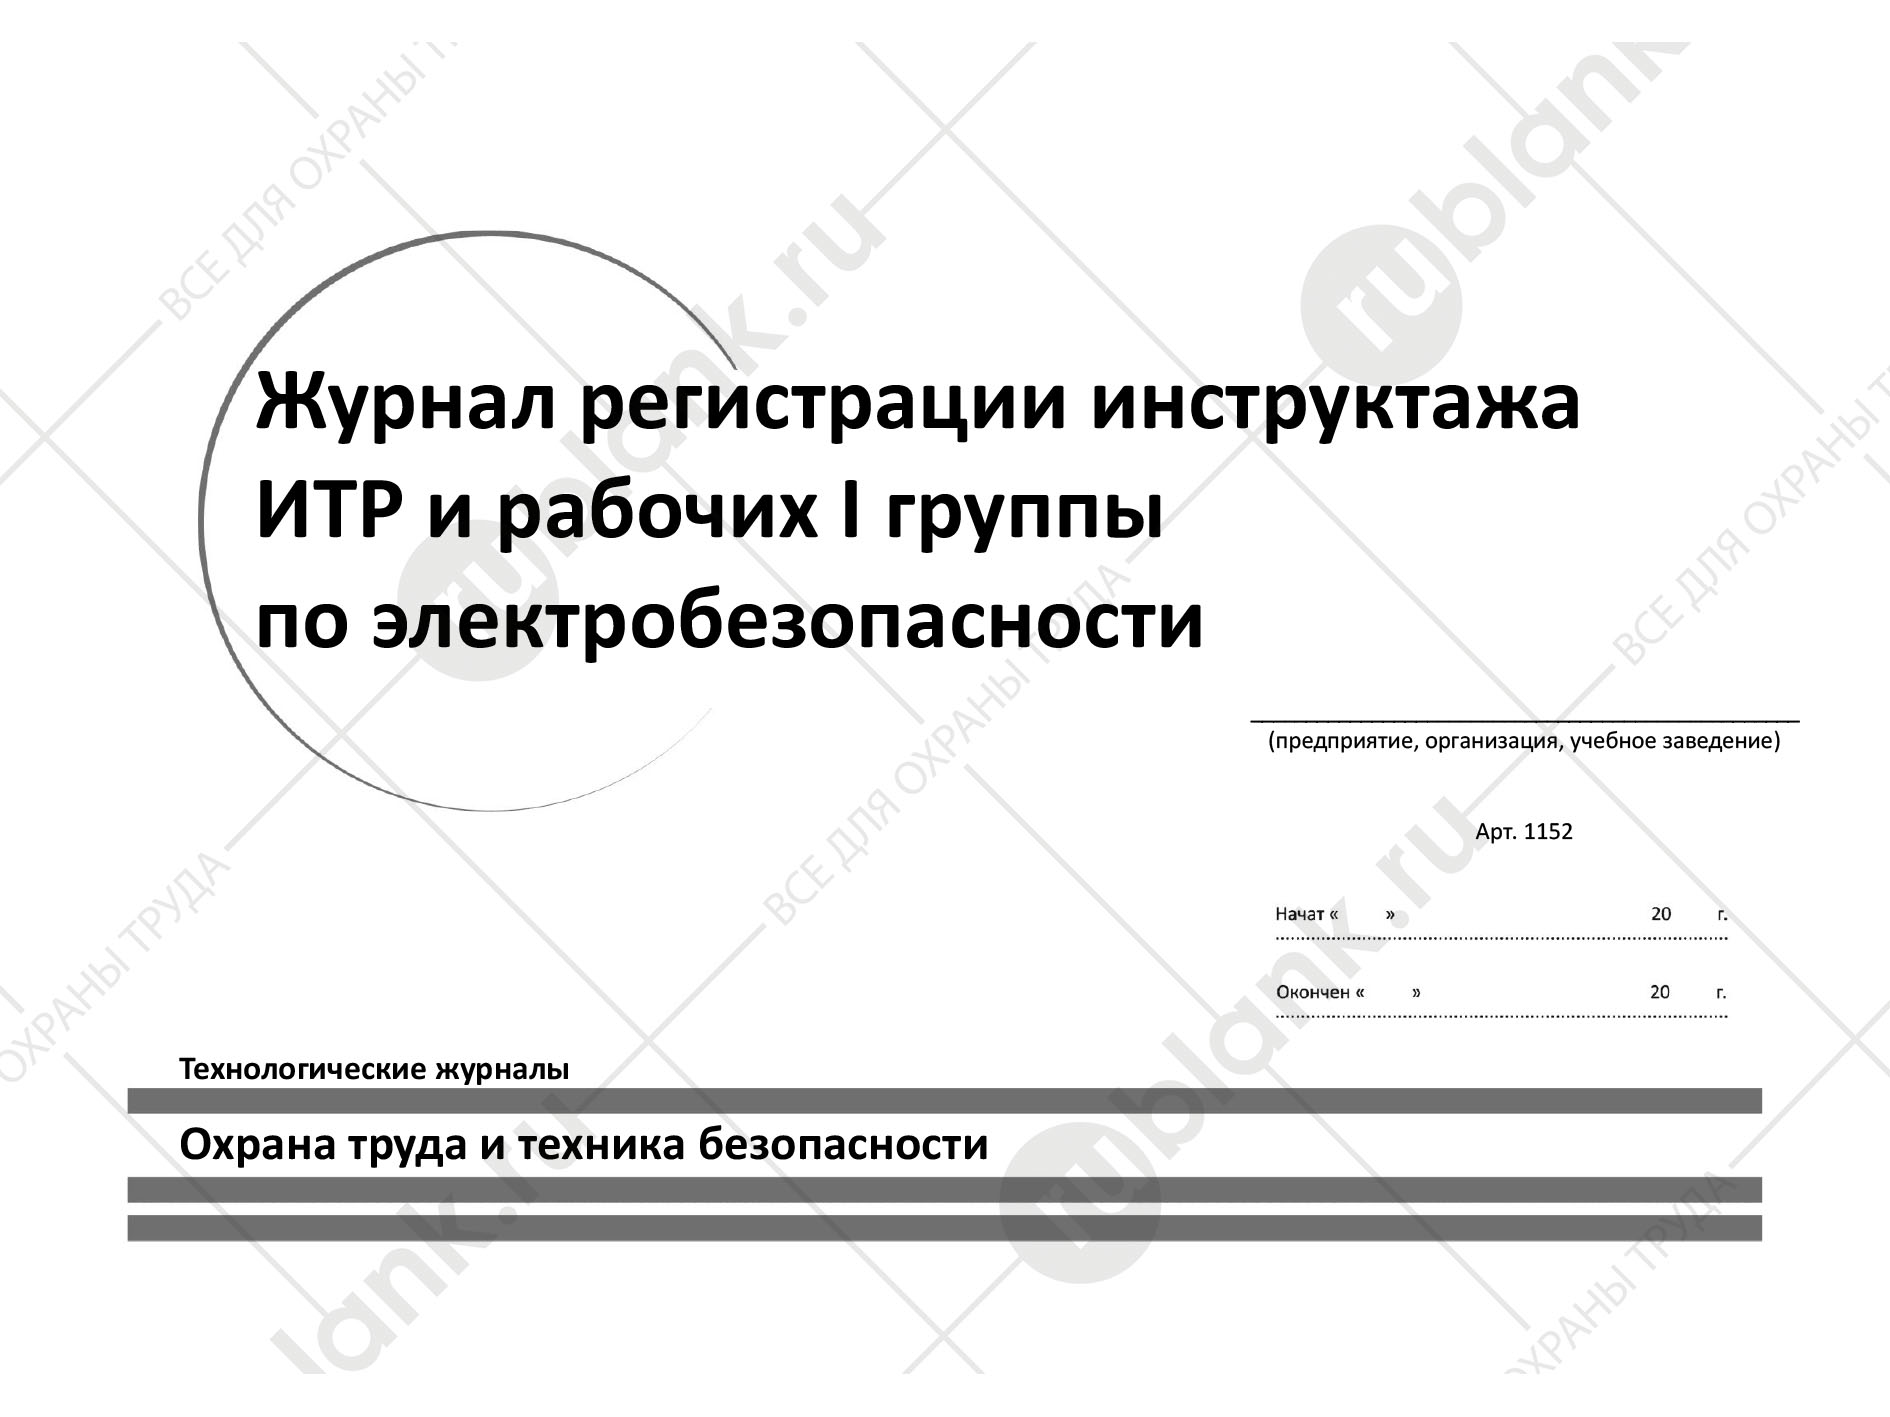 Журнал регистрации инструктажа
ИТР и рабочих I группы
по электробезопасности
(предприятие, организация, учебное заведение)
Арт. 1152
Начат « » 20 г.
Окончен « » 20 г.
Технологические журналы
Охрана труда и техника безопасности
ВСЕ ДЛЯ ОХРАНЫ ТРУДА
rublank.ru